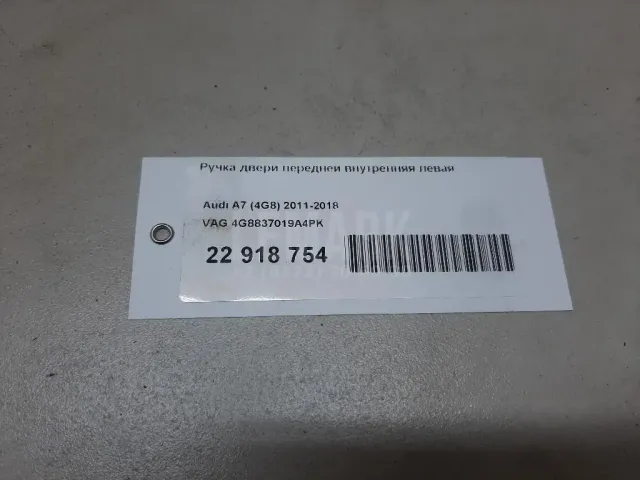 Ручка двери передней внутренняя левая
Audi A7 (4G8) 2011-2018
VAG 4G8837019A4PK
22 918 754